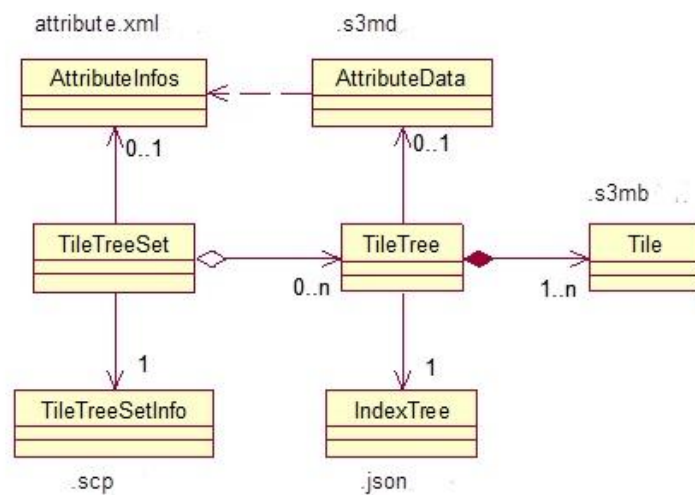 attribute.xml
.s3md
AttributeInfos
AttributeData
0..1
0..1
.s3mb
TileTreeSet
TileTree
Tile
0..n
1..n
1
1
TileTreeSetInfo
IndexTree
.scp
.json